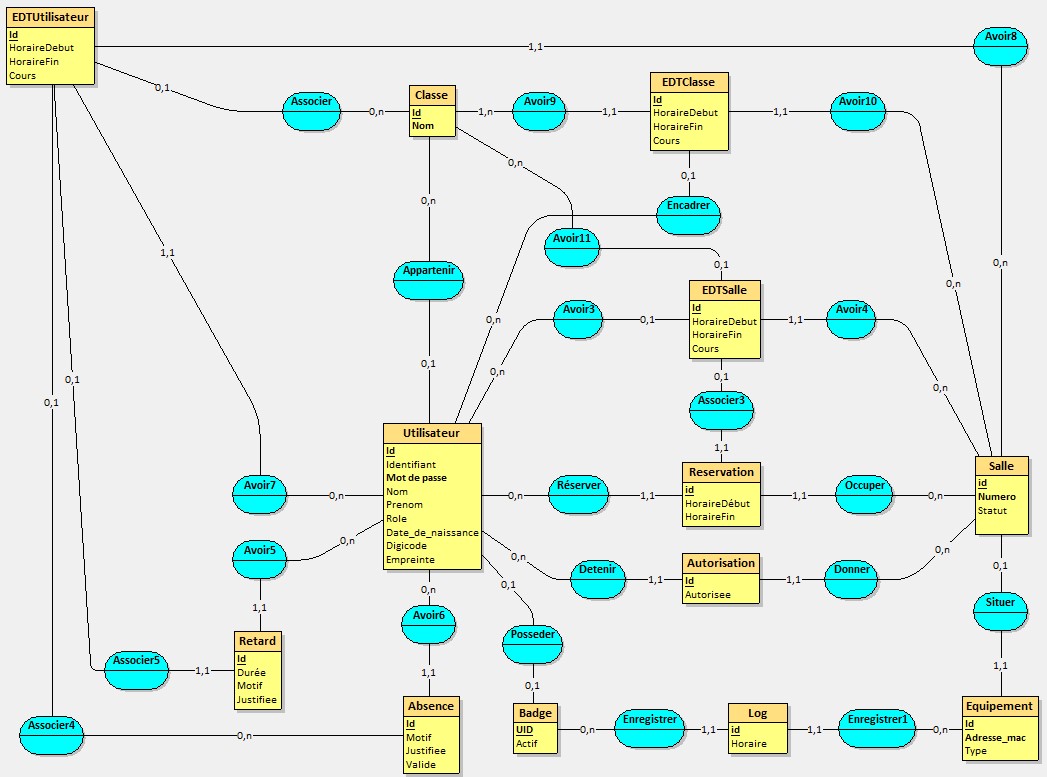 EDTUtilisateur
Id
HoraireDebut
HoraireFin
Cours
1,1
Avoir8
0,1
Associer
0,n
Classe
Id
Nom
1,n
Avoir9
1,1
EDTClasse
Id
HoraireDebut
HoraireFin
Cours
1,1
Avoir10
0,n
0,1
Encadrer
0,n
Avoir11
0,1
0,n
0,n
Appartenir
0,1
1,1
0,n
0,n
Avoir3
0,1
EDTSalle
Id
HoraireDebut
HoraireFin
Cours
1,1
Avoir4
0,n
0,n
0,1
0,1
0,1
Associer3
1,1
Utilisateur
Id
Identifiant
Mot de passe
Nom
Prenom
Role
Date_de_naissance
Digicode
Empreinte
Avoir7
0,n
0,n
Réserver
1,1
Reservation
id
HoraireDébut
HoraireFin
1,1
Occuper
0,n
Salle
id
Numero
Statut
Avoir5
0,n
0,n
Detenir
1,1
Autorisation
Id
Autorisee
1,1
Donner
0,n
0,1
Situer
1,1
1,1
0,n
Avoir6
1,1
0,1
Posseder
0,1
Associer5
1,1
Retard
Id
Durée
Motif
Justifiee
Associer4
0,n
Absence
Id
Motif
Justifiee
Valide
Badge
UID
Actif
0,n
Enregistrer
1,1
Log
id
Horaire
1,1
Enregistrer1
0,n
Equipement
Id
Adresse_mac
Type